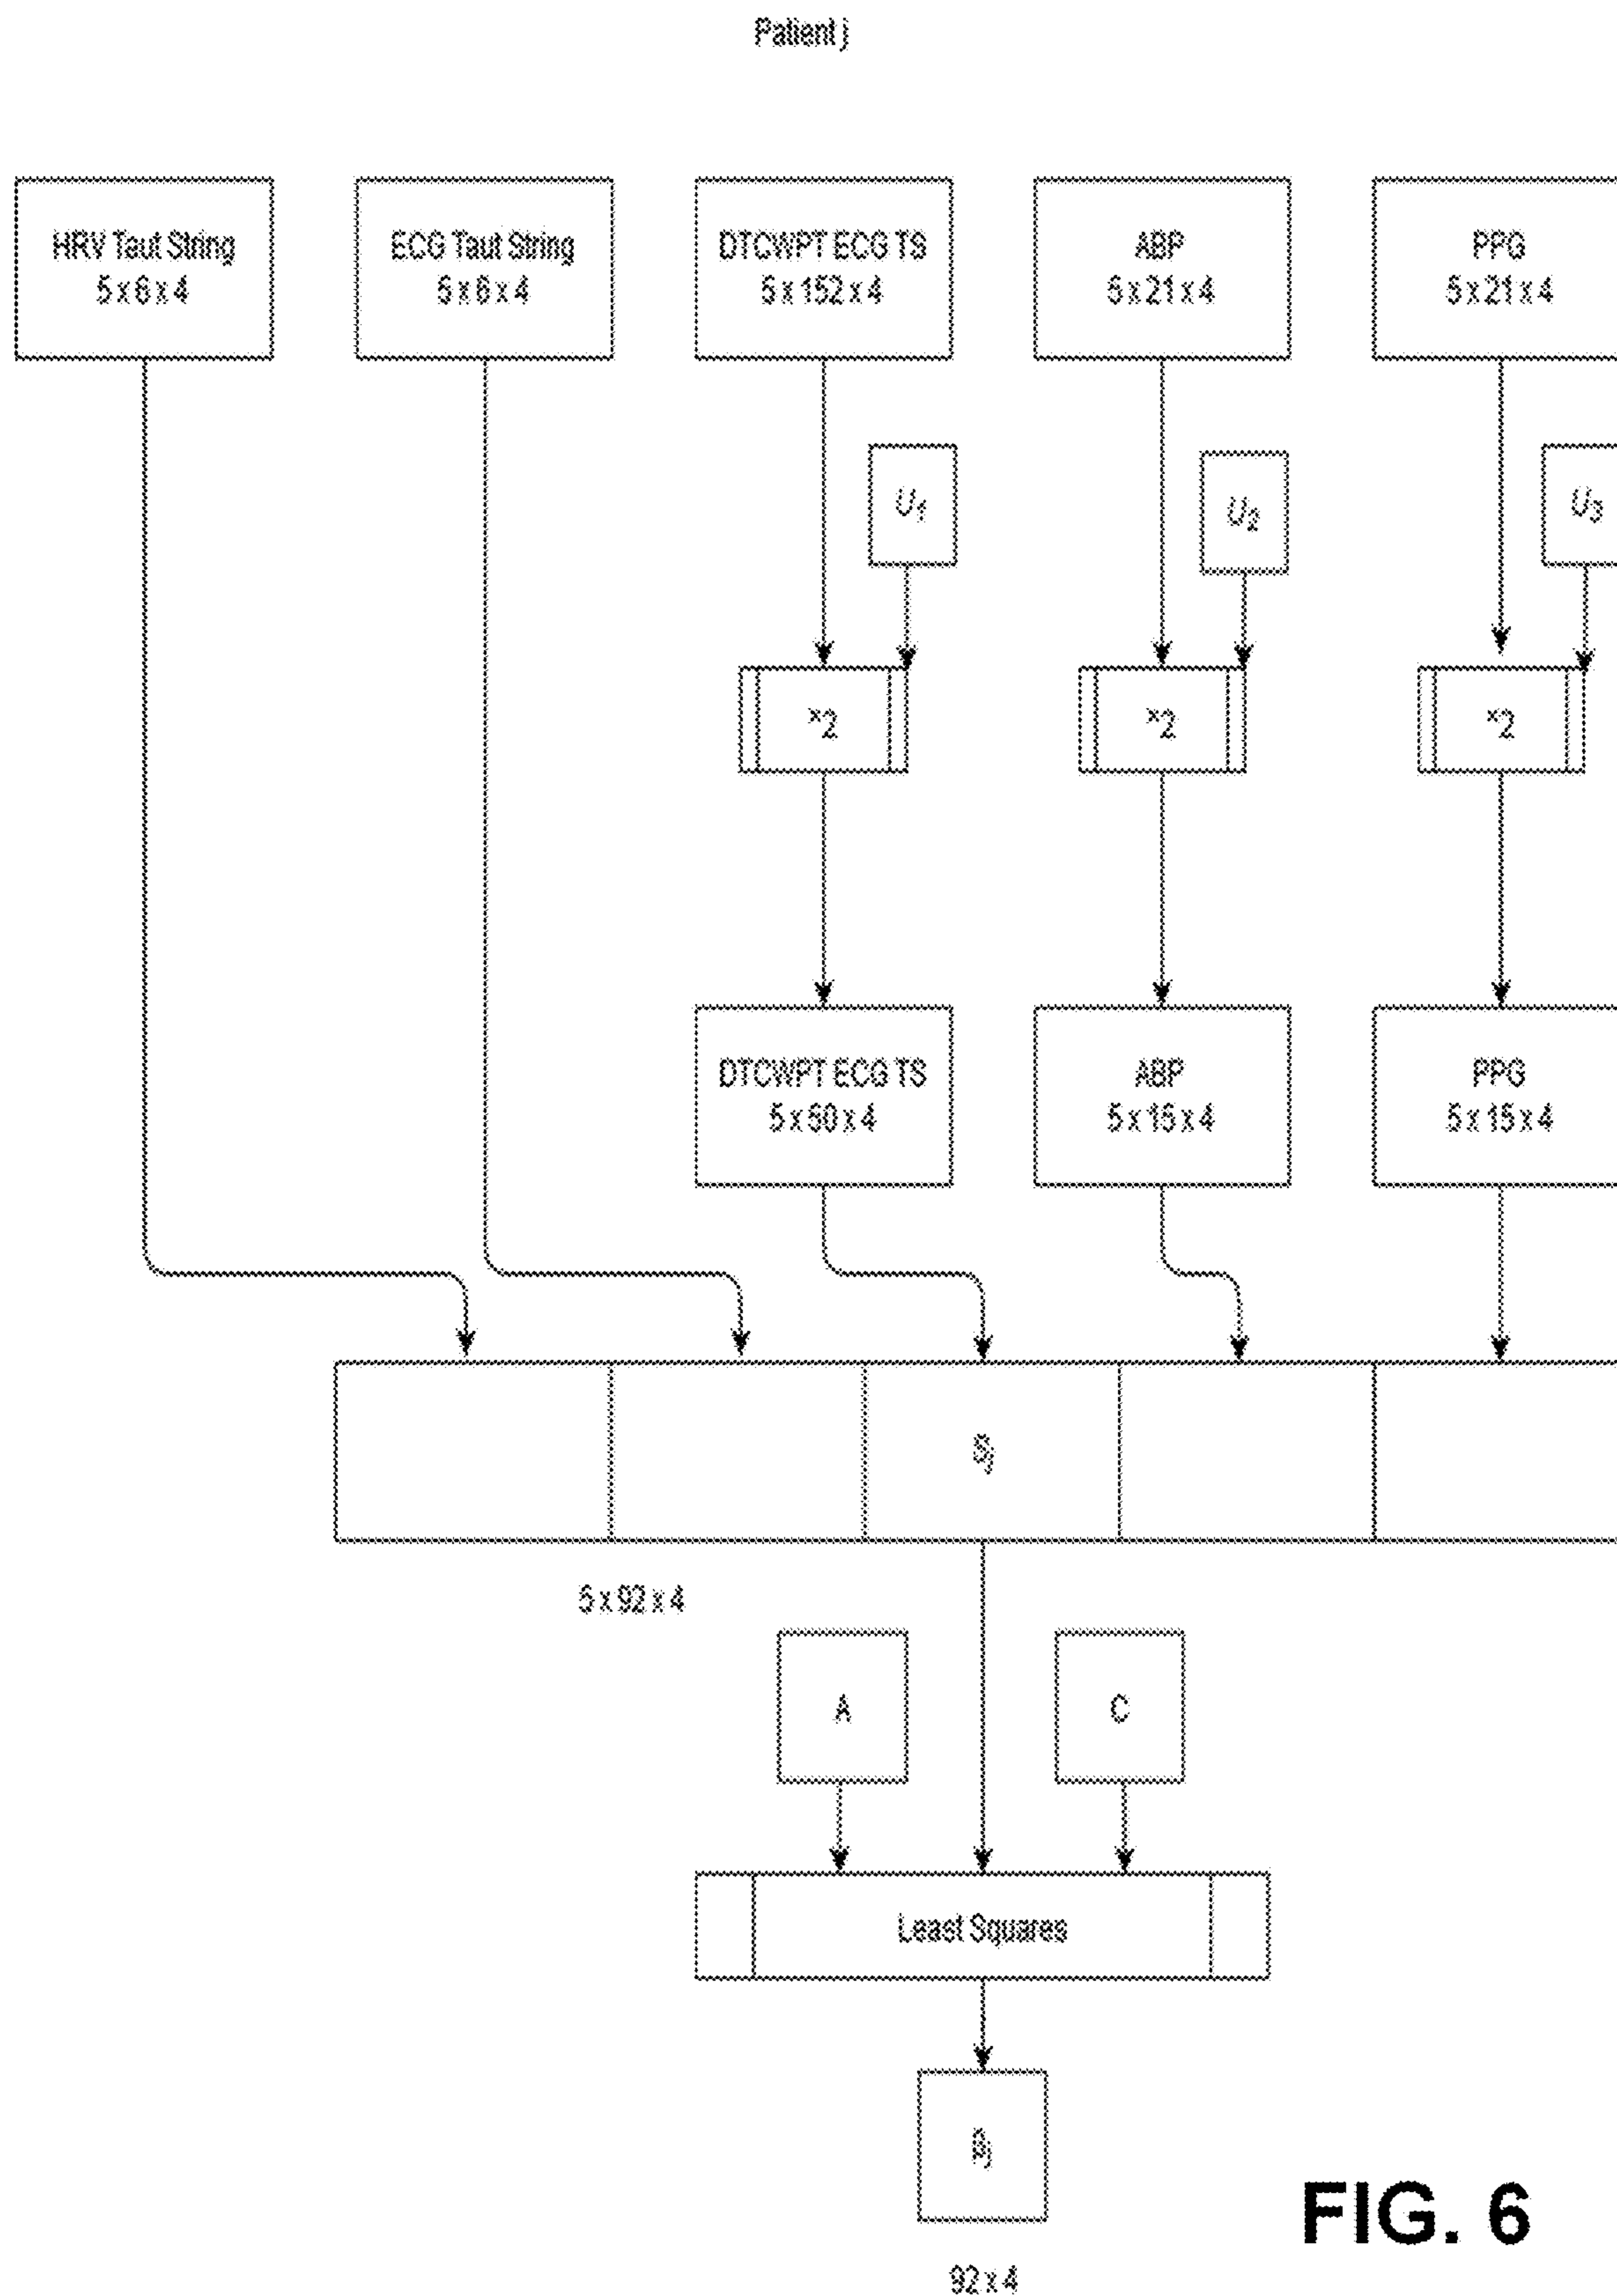 Patient j
HRV Taut String
5 x 6 x 4
ECG Taut String
5 x 6 x 4
DTCWPT ECG TS
5 x 152 x 4
ABP
5 x 21 x 4
PPG
5 x 21 x 4
U1
U2
U3
×2
×2
×2
DTCWPT ECG TS
5 x 50 x 4
ABP
5 x 15 x 4
PPG
5 x 15 x 4
Sj
5 x 92 x 4
A
C
Least Squares
βj
92 x 4
FIG. 6